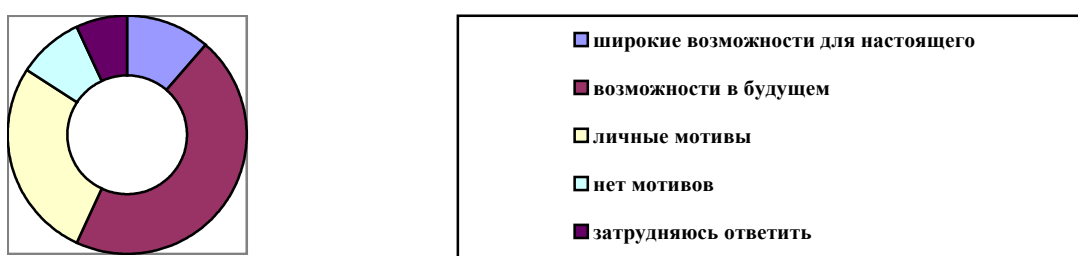 широкие возможности для настоящего
возможности в будущем
личные мотивы
нет мотивов
затрудняюсь ответить